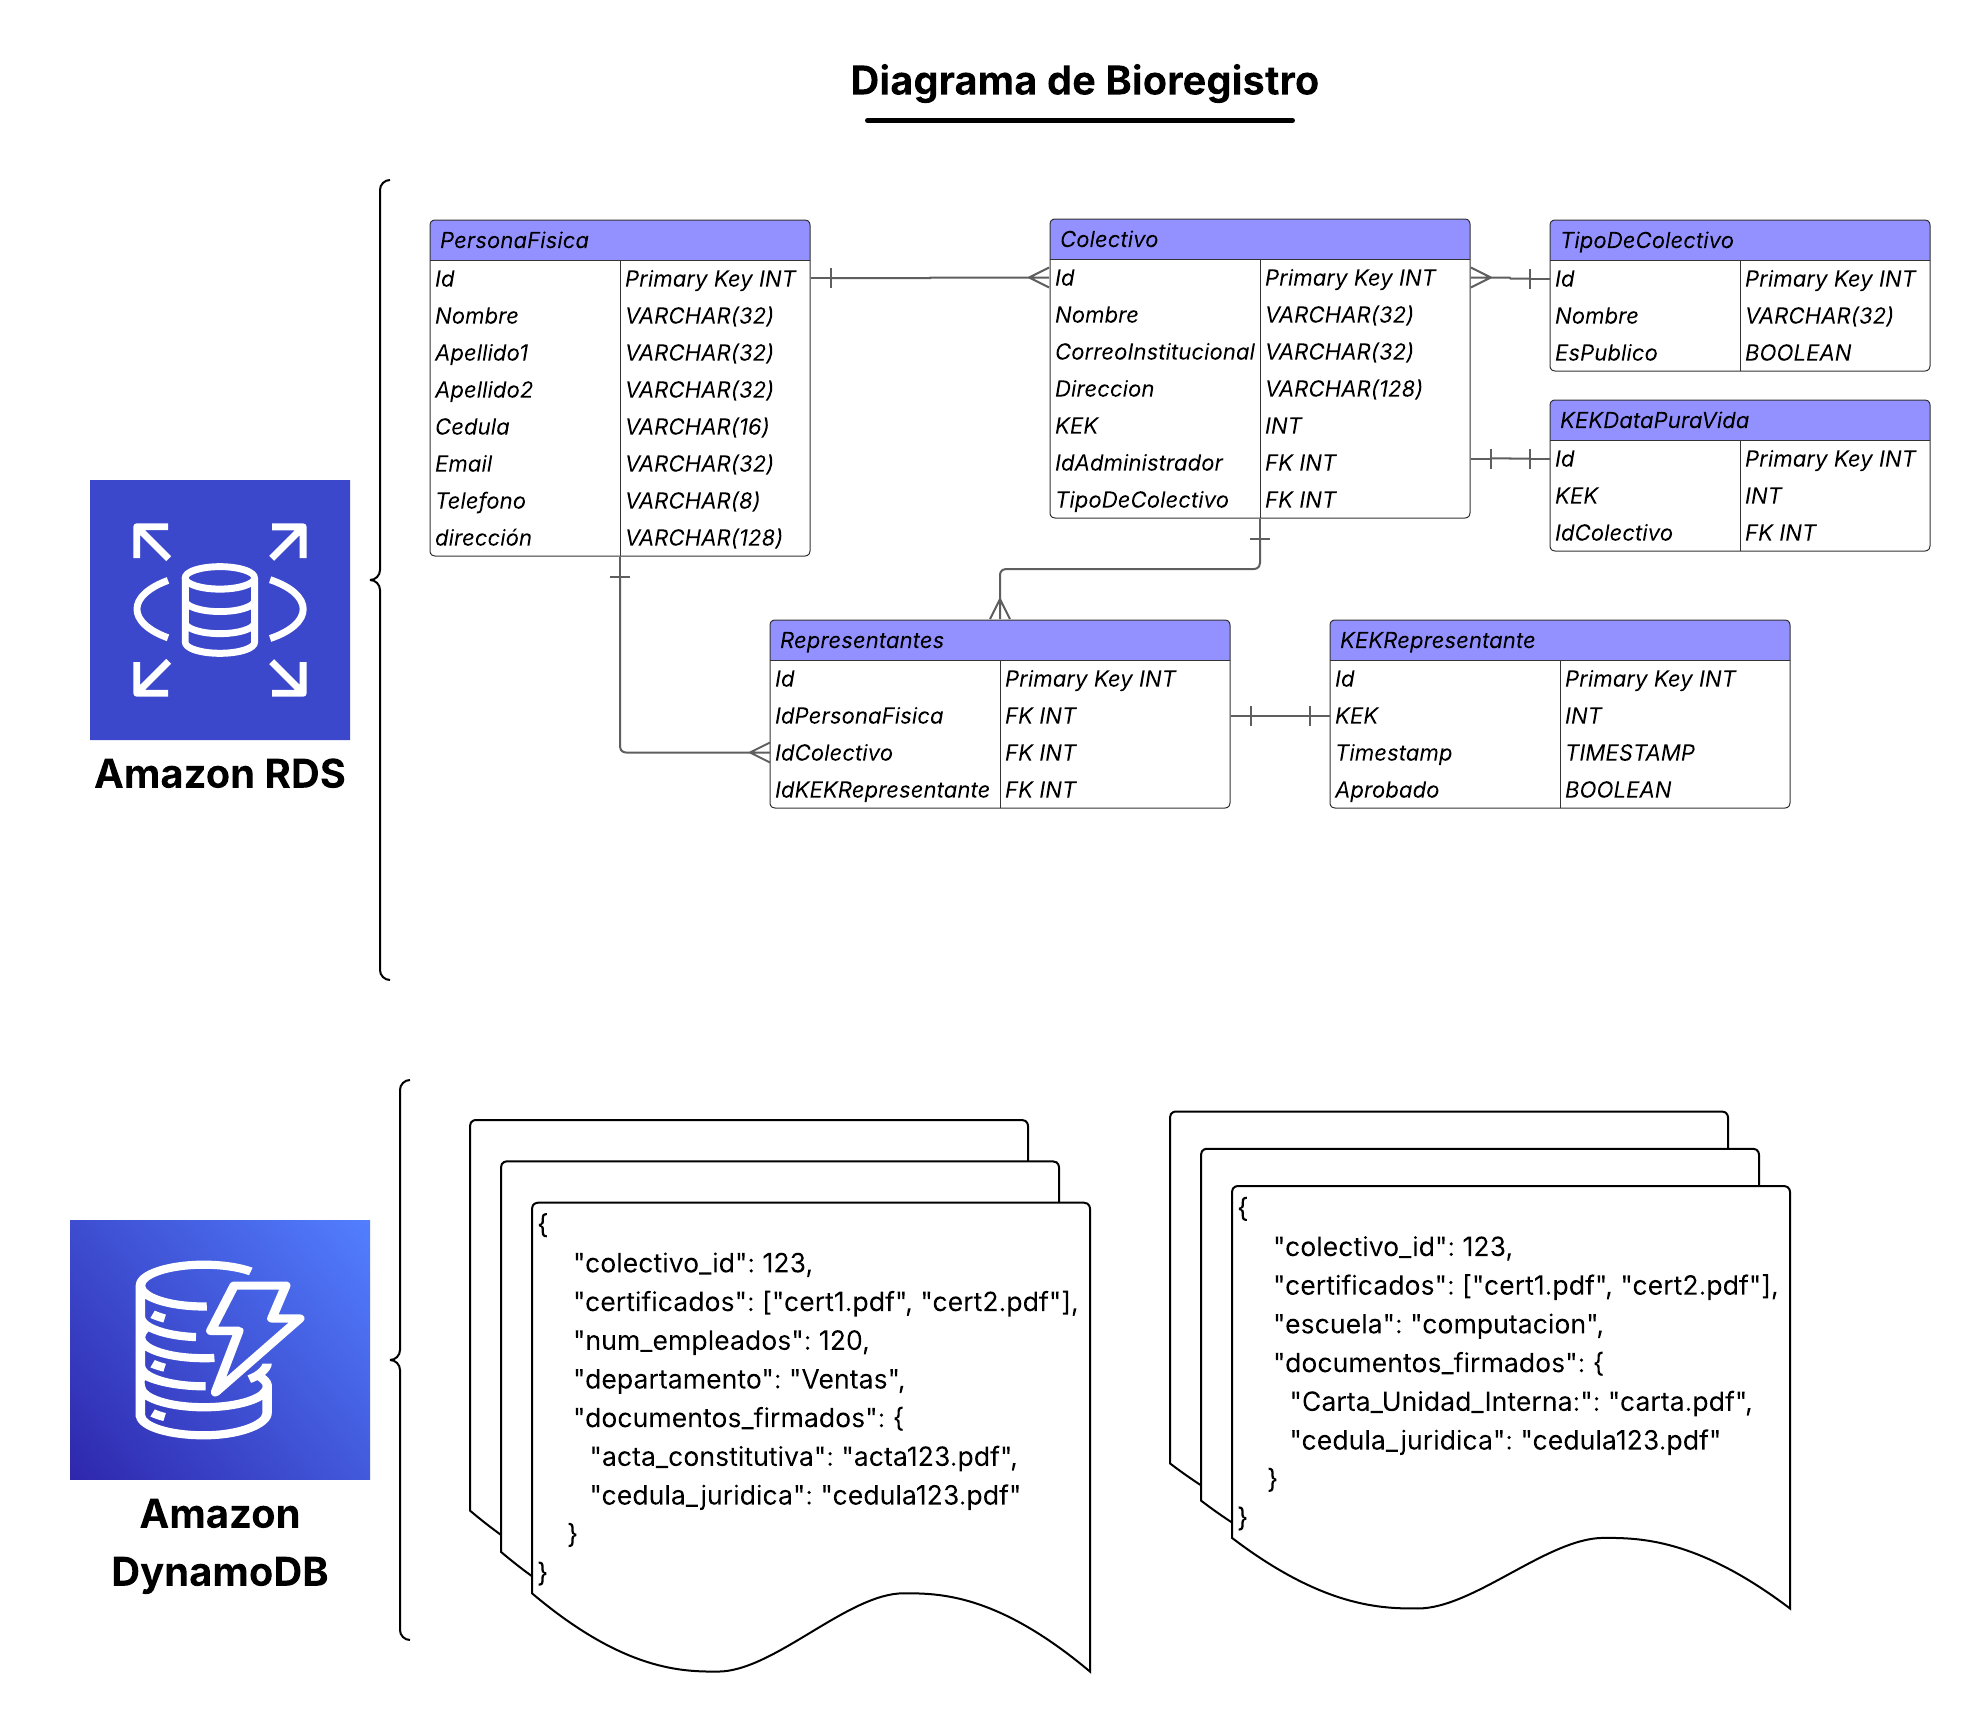 Diagrama de Bioregistro
PersonaFisica
Id Primary Key INT
Nombre VARCHAR(32)
Apellido1 VARCHAR(32)
Apellido2 VARCHAR(32)
Cedula VARCHAR(16)
Email VARCHAR(32)
Telefono VARCHAR(8)
dirección VARCHAR(128)
Colectivo
Id Primary Key INT
Nombre VARCHAR(32)
CorreoInstitucional VARCHAR(32)
Direccion VARCHAR(128)
KEK INT
IdAdministrador FK INT
TipoDeColectivo FK INT
TipoDeColectivo
Id Primary Key INT
Nombre VARCHAR(32)
EsPublico BOOLEAN
KEKDataPuraVida
Id Primary Key INT
KEK INT
IdColectivo FK INT
Amazon RDS
Representantes
Id Primary Key INT
IdPersonaFisica FK INT
IdColectivo FK INT
IdKEKRepresentante FK INT
KEKRepresentante
Id Primary Key INT
KEK INT
Timestamp TIMESTAMP
Aprobado BOOLEAN
Amazon
DynamoDB
{
"colectivo_id": 123,
"certificados": ["cert1.pdf", "cert2.pdf"],
"num_empleados": 120,
"departamento": "Ventas",
"documentos_firmados": {
"acta_constitutiva": "acta123.pdf",
"cedula_juridica": "cedula123.pdf"
}
}
{
"colectivo_id": 123,
"certificados": ["cert1.pdf", "cert2.pdf"],
"escuela": "computacion",
"documentos_firmados": {
"Carta_Unidad_Interna:": "carta.pdf",
"cedula_juridica": "cedula123.pdf"
}
}